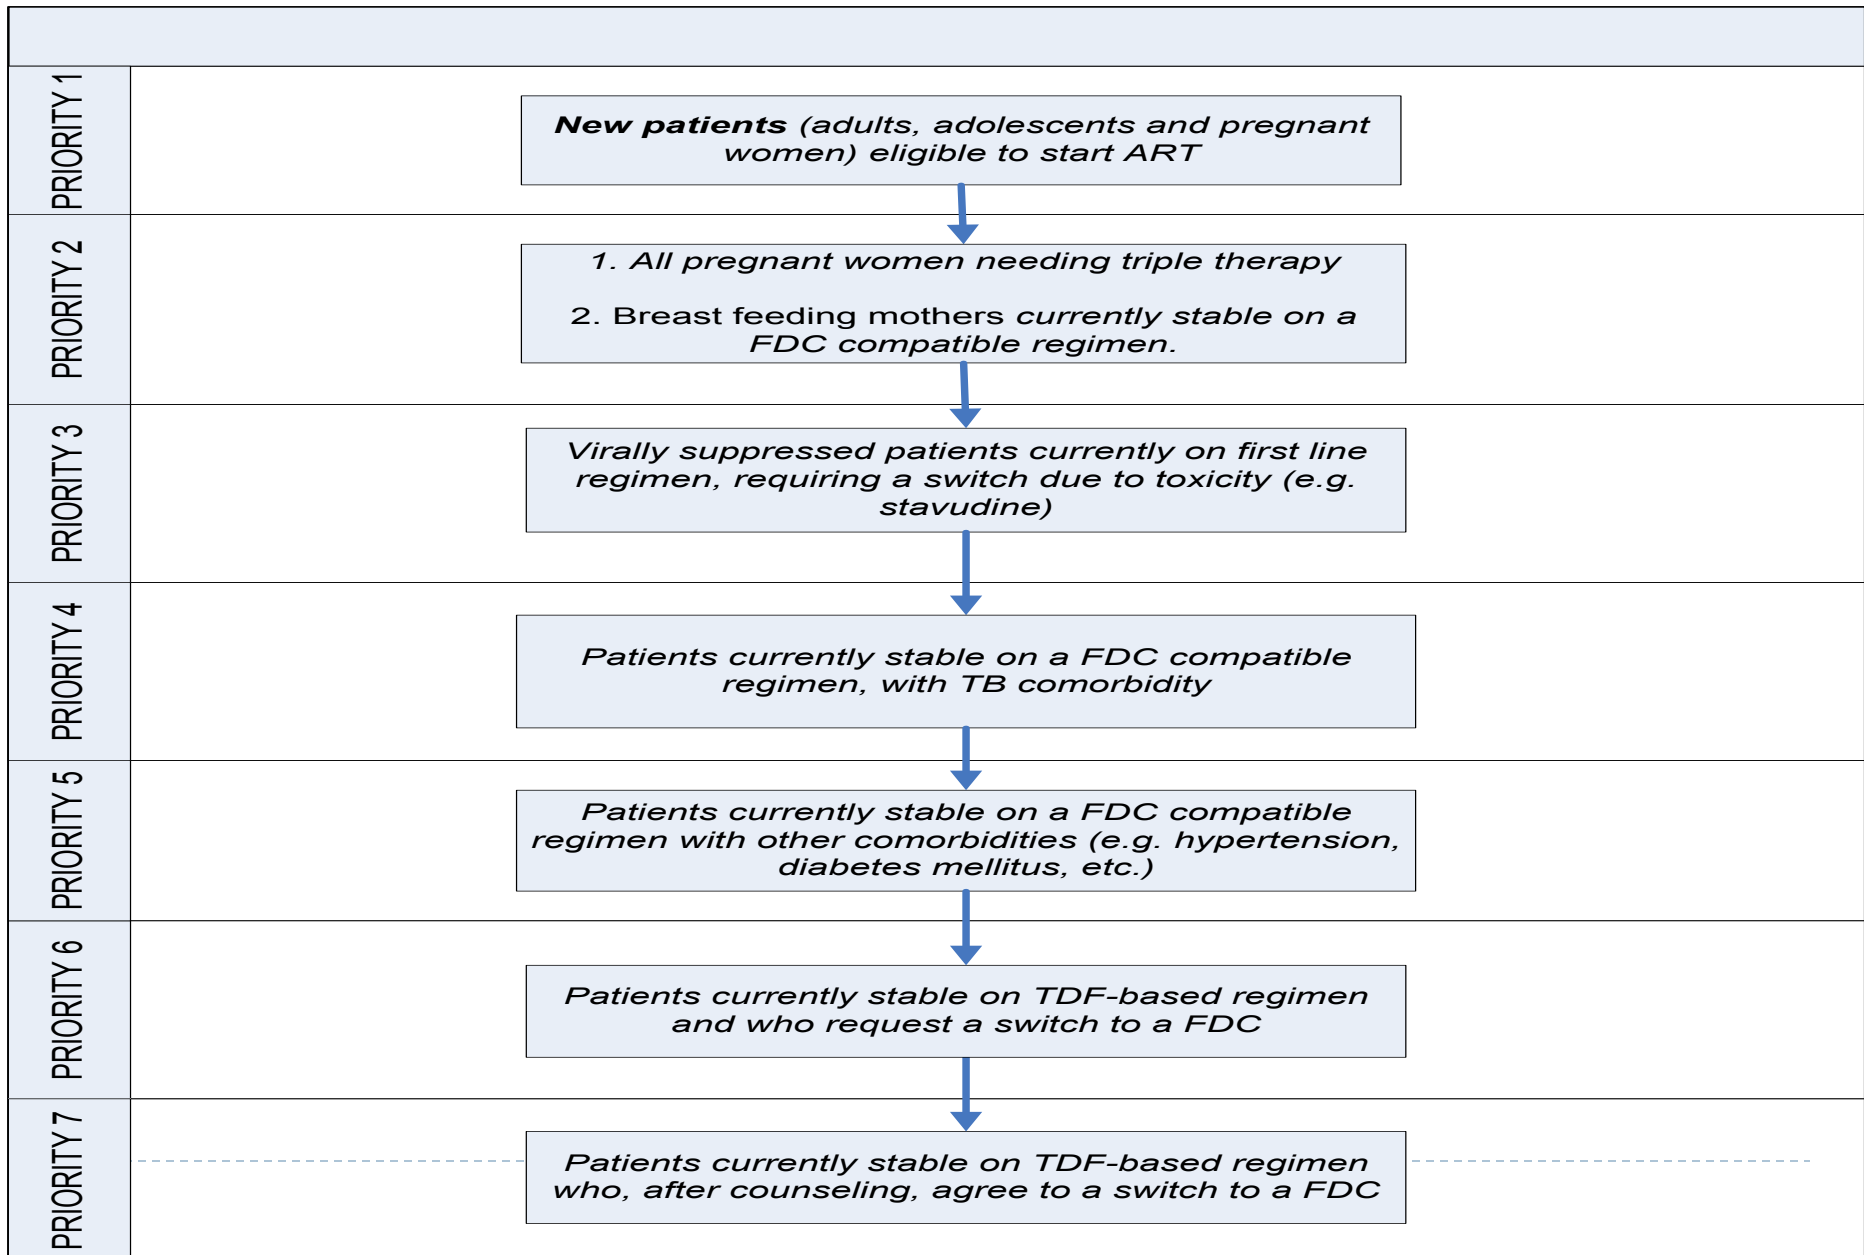 PRIORITY 1
New patients (adults, adolescents and pregnant
women) eligible to start ART
PRIORITY 2
1. All pregnant women needing triple therapy
2. Breast feeding mothers currently stable on a
FDC compatible regimen.
PRIORITY 3
Virally suppressed patients currently on first line
regimen, requiring a switch due to toxicity (e.g.
stavudine)
PRIORITY 4
Patients currently stable on a FDC compatible
regimen, with TB comorbidity
PRIORITY 5
Patients currently stable on a FDC compatible
regimen with other comorbidities (e.g. hypertension,
diabetes mellitus, etc.)
PRIORITY 6
Patients currently stable on TDF-based regimen
and who request a switch to a FDC
PRIORITY 7
Patients currently stable on TDF-based regimen
who, after counseling, agree to a switch to a FDC